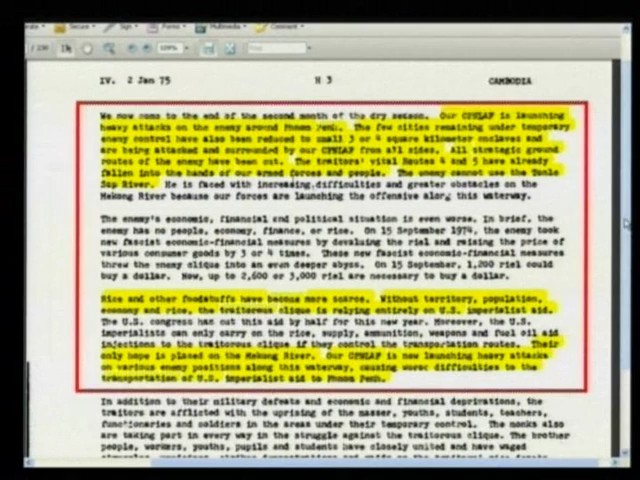 Secure Sign Forms Multimedia Comment
IV. 2 Jan 75 H 3 CAMBODIA
We now come to the end of the second month of the dry season. Our CPNLAF is launching
heavy attacks on the enemy around Phnom Penh. The few cities remaining under temporary
enemy control have also been reduced to small 3 or 4 square kilometer enclaves and
are being attacked and surrounded by our CPNLAF from all sides. All strategic ground
routes of the enemy have been cut. The traitors' vital Routes 4 and 5 have already
fallen into the hands of our armed forces and people. The enemy cannot use the Tonle
Sap River. He is faced with increasing difficulties and greater obstacles on the
Mekong River because our forces are launching the offensive along this waterway.
The enemy's economic, financial and political situation is even worse. In brief, the
enemy has no people, economy, finance, or rice. On 15 September 1974, the enemy took
new fascist economic-financial measures by devaluing the riel and raising the price of
various consumer goods by 3 or 4 times. These new fascist economic-financial measures
threw the enemy clique into an even deeper abyss. On 15 September, 1,200 riel could
buy a dollar. Now, up to 2,600 or 3,000 riel are necessary to buy a dollar.
Rice and other foodstuffs have become more scarce. Without territory, population,
economy and rice, the traitorous clique is relying entirely on U.S. imperialist aid.
The U.S. congress has cut this aid by half for this new year. Moreover, the U.S.
imperialists can only carry on the rice, supply, ammunition, weapons and fuel oil aid
injections to the traitorous clique if they control the transportation routes. Their
only hope is placed on the Mekong River. Our CPNLAF is now launching heavy attacks
on various enemy positions along this waterway, causing worse difficulties to the
transportation of U.S. imperialist aid to Phnom Penh.
In addition to their military defeats and economic and financial deprivations, the
traitors are afflicted with the uprising of the masses, youths, students, teachers,
functionaries and soldiers in the areas under their temporary control. The monks also
are taking part in every way in the struggle against the traitorous clique. The brother
people, workers, youths, pupils and students have closely united and have waged